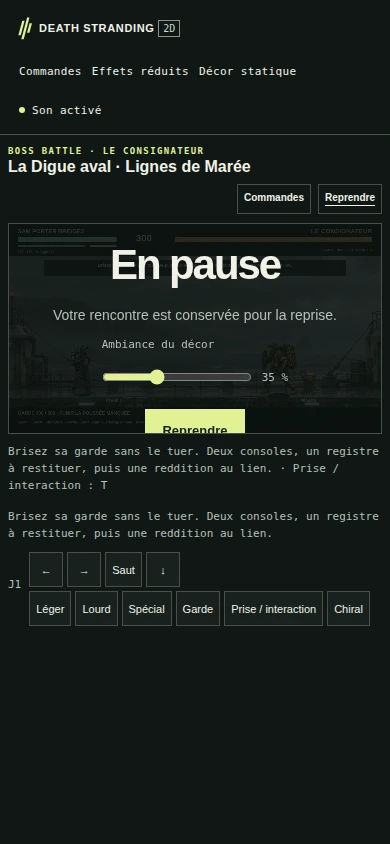 DEATH STRANDING 2D
Commandes Effets réduits Décor statique
Son activé
BOSS BATTLE · LE CONSIGNATEUR
La Digue aval · Lignes de Marée
Commandes Reprendre
SAM PORTER BRIDGES 300 LE CONSIGNATEUR
En pause
Votre rencontre est conservée pour la reprise.
Ambiance du décor
35 %
Reprendre
Brisez sa garde sans le tuer. Deux consoles, un registre
à restituer, puis une reddition au lien. · Prise /
interaction : T
Brisez sa garde sans le tuer. Deux consoles, un registre
à restituer, puis une reddition au lien.
J1 ← → Saut ↓
Léger Lourd Spécial Garde Prise / interaction Chiral